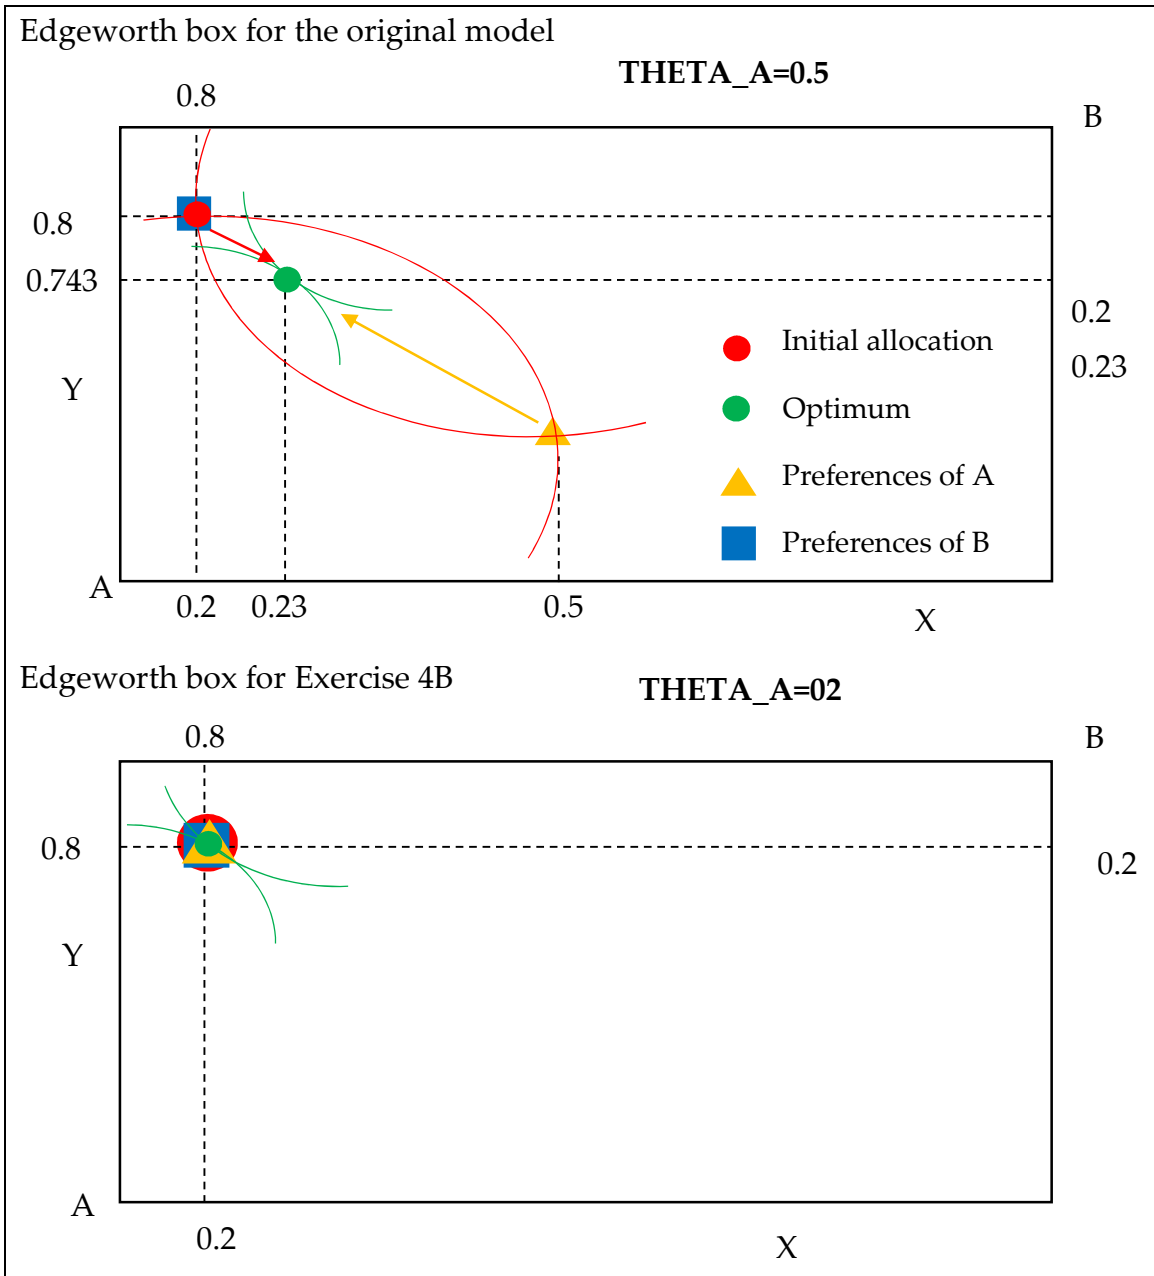 Edgeworth box for the original model
THETA_A=0.5
0.8
B
0.8
0.743
0.2
Initial allocation
0.23
Y
Optimum
Preferences of A
Preferences of B
A
0.2
0.23
0.5
X
Edgeworth box for Exercise 4B
THETA_A=02
0.8
B
0.8
0.2
Y
A
0.2
X